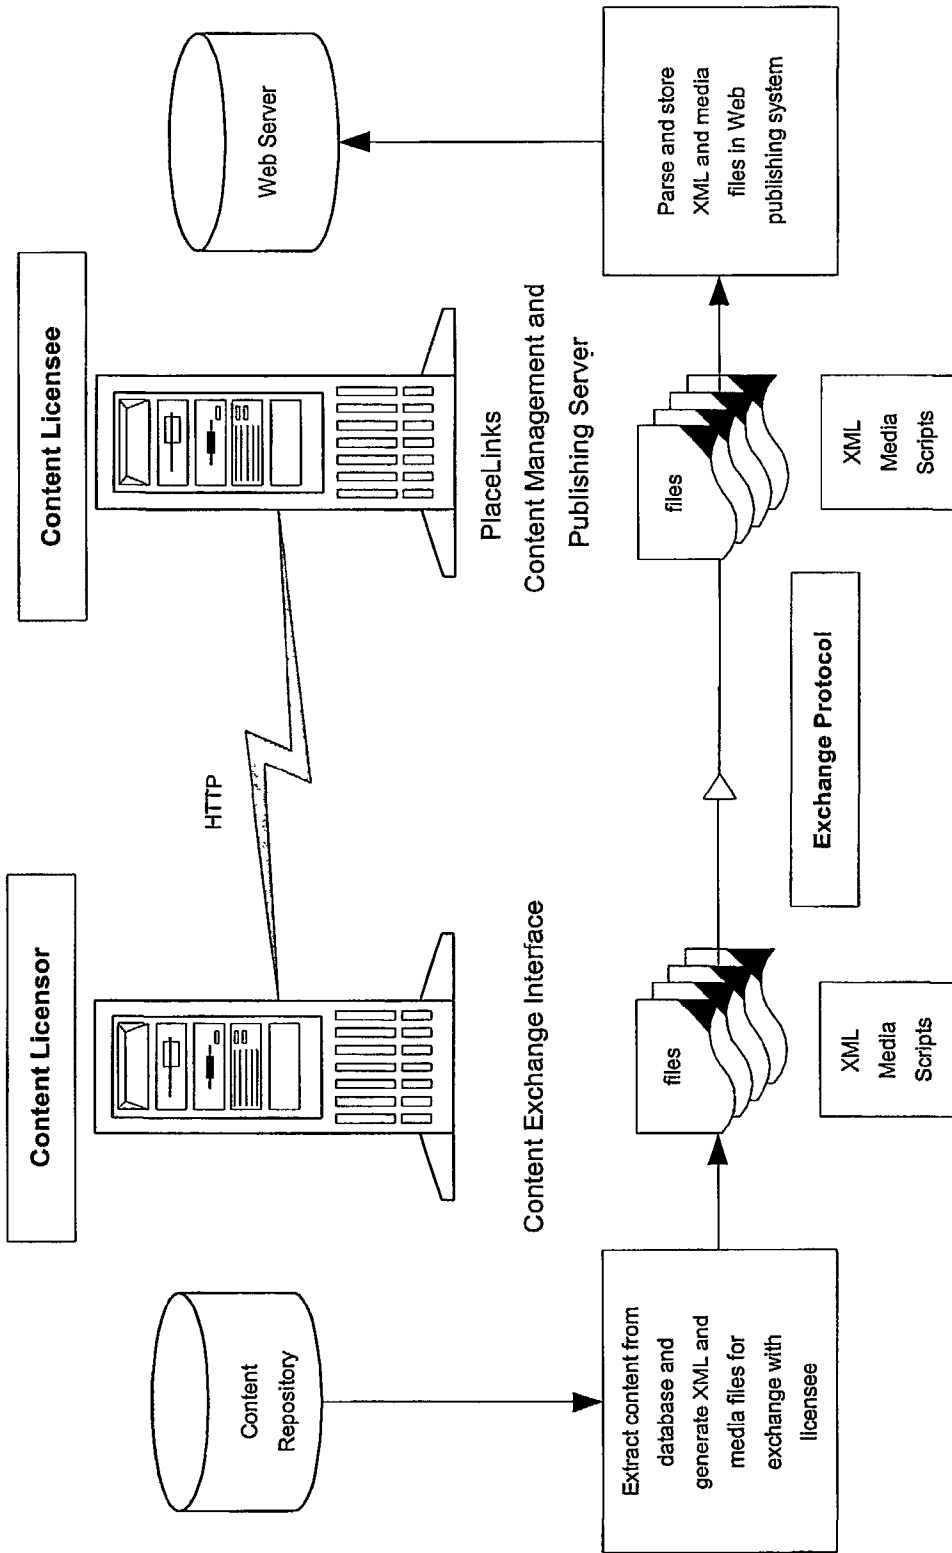 Content Licensor
Content Licensee
HTTP
Content
Repository
Web Server
Content Exchange Interface
PlaceLinks
Content Management and
Publishing Server
Extract content from
database and
generate XML and
media files for
exchange with
licensee
files
files
Parse and store
XML and media
files in Web
publishing system
XML
Media
Scripts
Exchange Protocol
XML
Media
Scripts